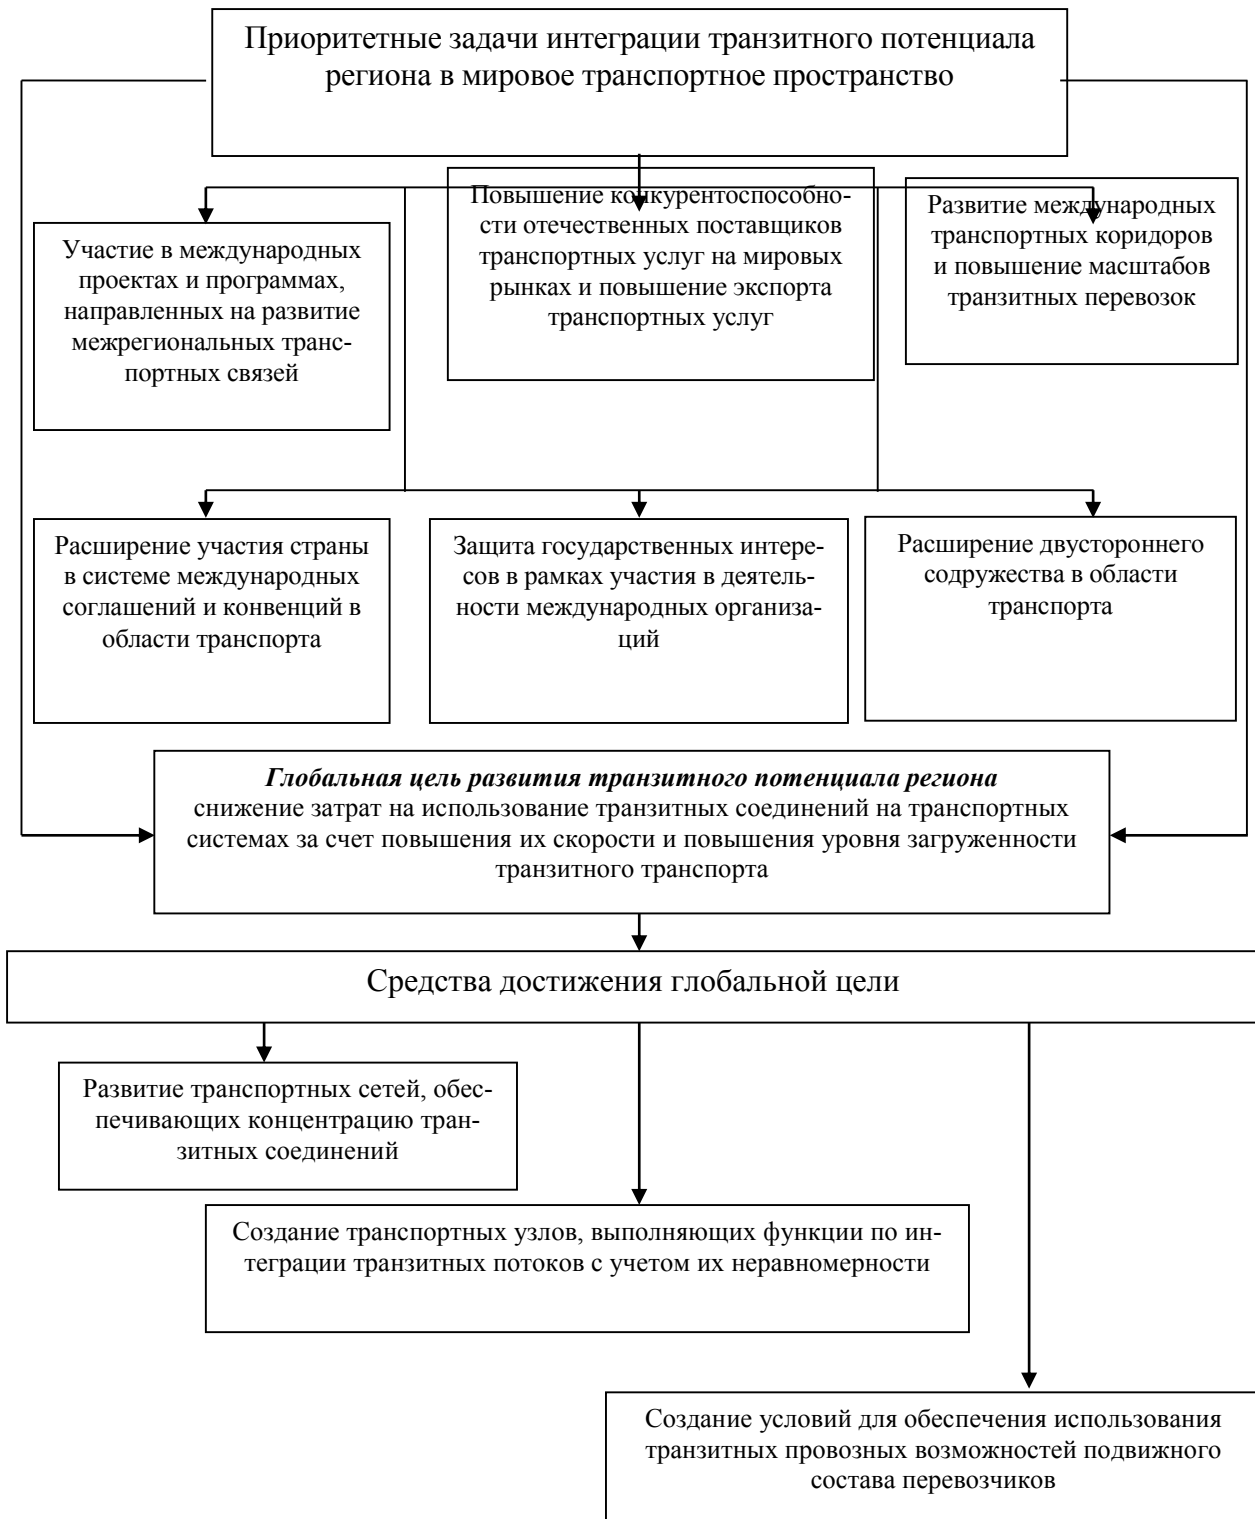 Приоритетные задачи интеграции транзитного потенциала
региона в мировое транспортное пространство
Участие в международных
проектах и программах,
направленных на развитие
межрегиональных транс-
портных связей
Повышение конкурентоспособно-
сти отечественных поставщиков
транспортных услуг на мировых
рынках и повышение экспорта
транспортных услуг
Развитие международных
транспортных коридоров
и повышение масштабов
транзитных перевозок
Расширение участия страны
в системе международных
соглашений и конвенций в
области транспорта
Защита государственных интере-
сов в рамках участия в деятель-
ности международных организа-
ций
Расширение двустороннего
содружества в области
транспорта
Глобальная цель развития транзитного потенциала региона
снижение затрат на использование транзитных соединений на транспортных
системах за счет повышения их скорости и повышения уровня загруженности
транзитного транспорта
Средства достижения глобальной цели
Развитие транспортных сетей, обес-
печивающих концентрацию тран-
зитных соединений
Создание транспортных узлов, выполняющих функции по ин-
теграции транзитных потоков с учетом их неравномерности
Создание условий для обеспечения использования
транзитных провозных возможностей подвижного
состава перевозчиков